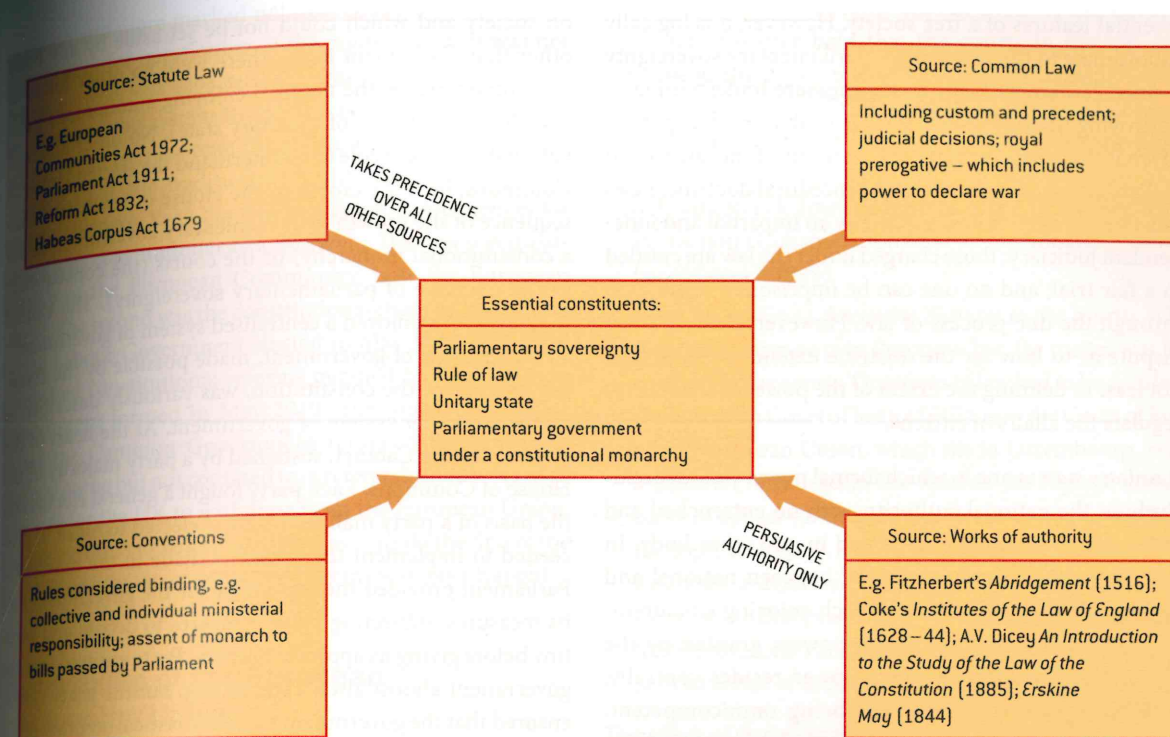 Source: Statute Law
E.g. European
Communities Act 1972;
Parliament Act 1911;
Reform Act 1832;
Habeas Corpus Act 1679
TAKES PRECEDENCE
OVER ALL
OTHER SOURCES
Source: Common Law
Including custom and precedent;
judicial decisions; royal
prerogative – which includes
power to declare war
Essential constituents:
Parliamentary sovereignty
Rule of law
Unitary state
Parliamentary government
under a constitutional monarchy
Source: Conventions
Rules considered binding, e.g.
collective and individual ministerial
responsibility; assent of monarch to
bills passed by Parliament
PERSUASIVE
AUTHORITY ONLY
Source: Works of authority
E.g. Fitzherbert's Abridgement (1516);
Coke's Institutes of the Law of England
(1628–44); A.V. Dicey An Introduction
to the Study of the Law of the
Constitution (1885); Erskine
May (1844)